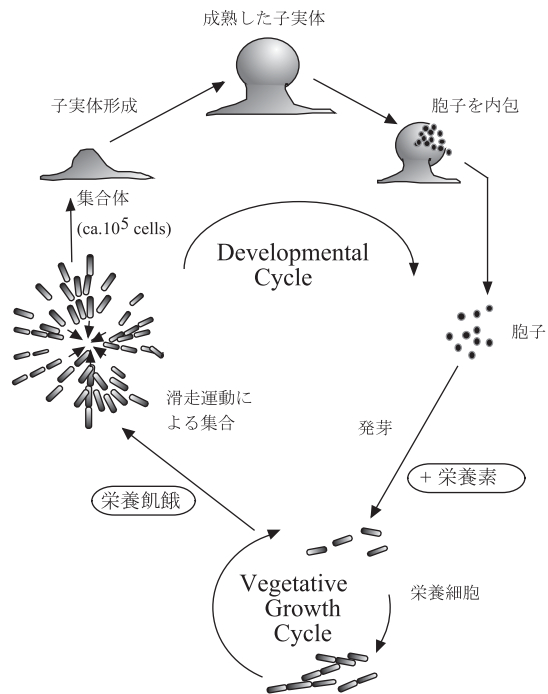 成熟した子実体
子実体形成
胞子を内包
集合体
(ca.10⁵ cells)
Developmental
Cycle
胞子
滑走運動に
よる集合
発芽
栄養飢餓
+ 栄養素
Vegetative
Growth
Cycle
栄養細胞